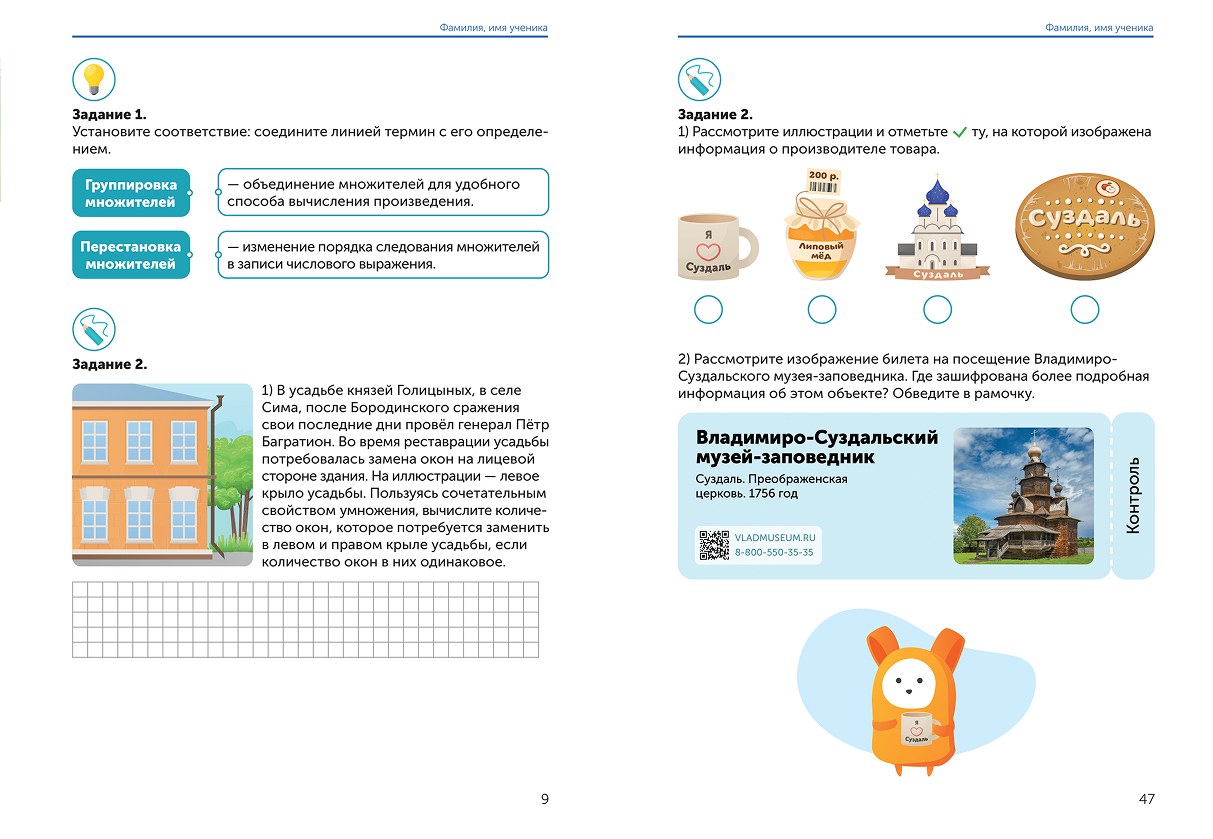 Фамилия, имя ученика
Задание 1.
Установите соответствие: соедините линией термин с его определе-
нием.
Группировка
множителей
— объединение множителей для удобного
способа вычисления произведения.
Перестановка
множителей
— изменение порядка следования множителей
в записи числового выражения.
Задание 2.
1) В усадьбе князей Голицыных, в селе
Сима, после Бородинского сражения
свои последние дни провёл генерал Пётр
Багратион. Во время реставрации усадьбы
потребовалась замена окон на лицевой
стороне здания. На иллюстрации — левое
крыло усадьбы. Пользуясь сочетательным
свойством умножения, вычислите количе-
ство окон, которое потребуется заменить
в левом и правом крыле усадьбы, если
количество окон в них одинаковое.
9
Фамилия, имя ученика
Задание 2.
1) Рассмотрите иллюстрации и отметьте ✓ ту, на которой изображена
информация о производителе товара.
Я
Суздаль
200 р.
Липовый
мёд
Суздаль
Суздаль
2) Рассмотрите изображение билета на посещение Владимиро-
Суздальского музея-заповедника. Где зашифрована более подробная
информация об этом объекте? Обведите в рамочку.
Владимиро-Суздальский
музей-заповедник
Суздаль. Преображенская
церковь. 1756 год
VLADMUSEUM.RU
8-800-550-35-35
Контроль
Я
Суздаль
47